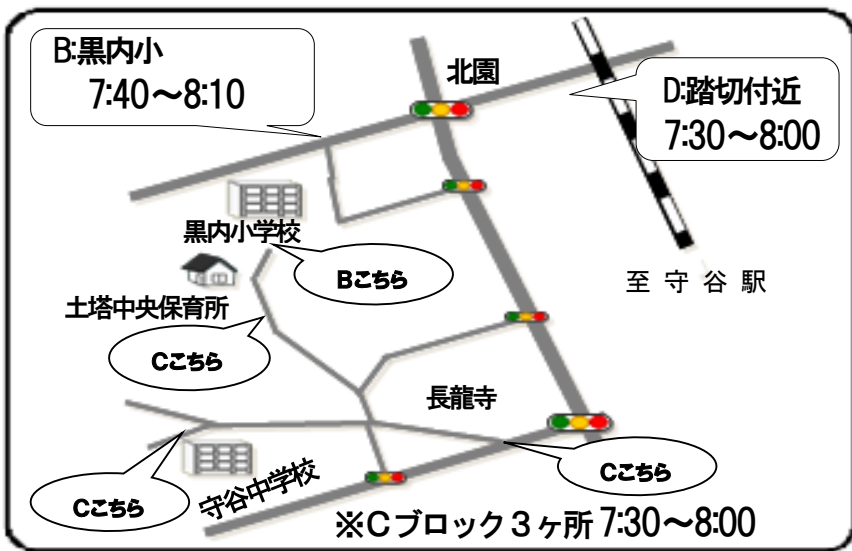 B:黒内小
7:40～8:10
北園
D:踏切付近
7:30～8:00
黒内小学校
Bこちら
至守谷駅
土塔中央保育所
Cこちら
長龍寺
Cこちら
守谷中学校
Cこちら
※Cブロック3ヶ所 7:30～8:00